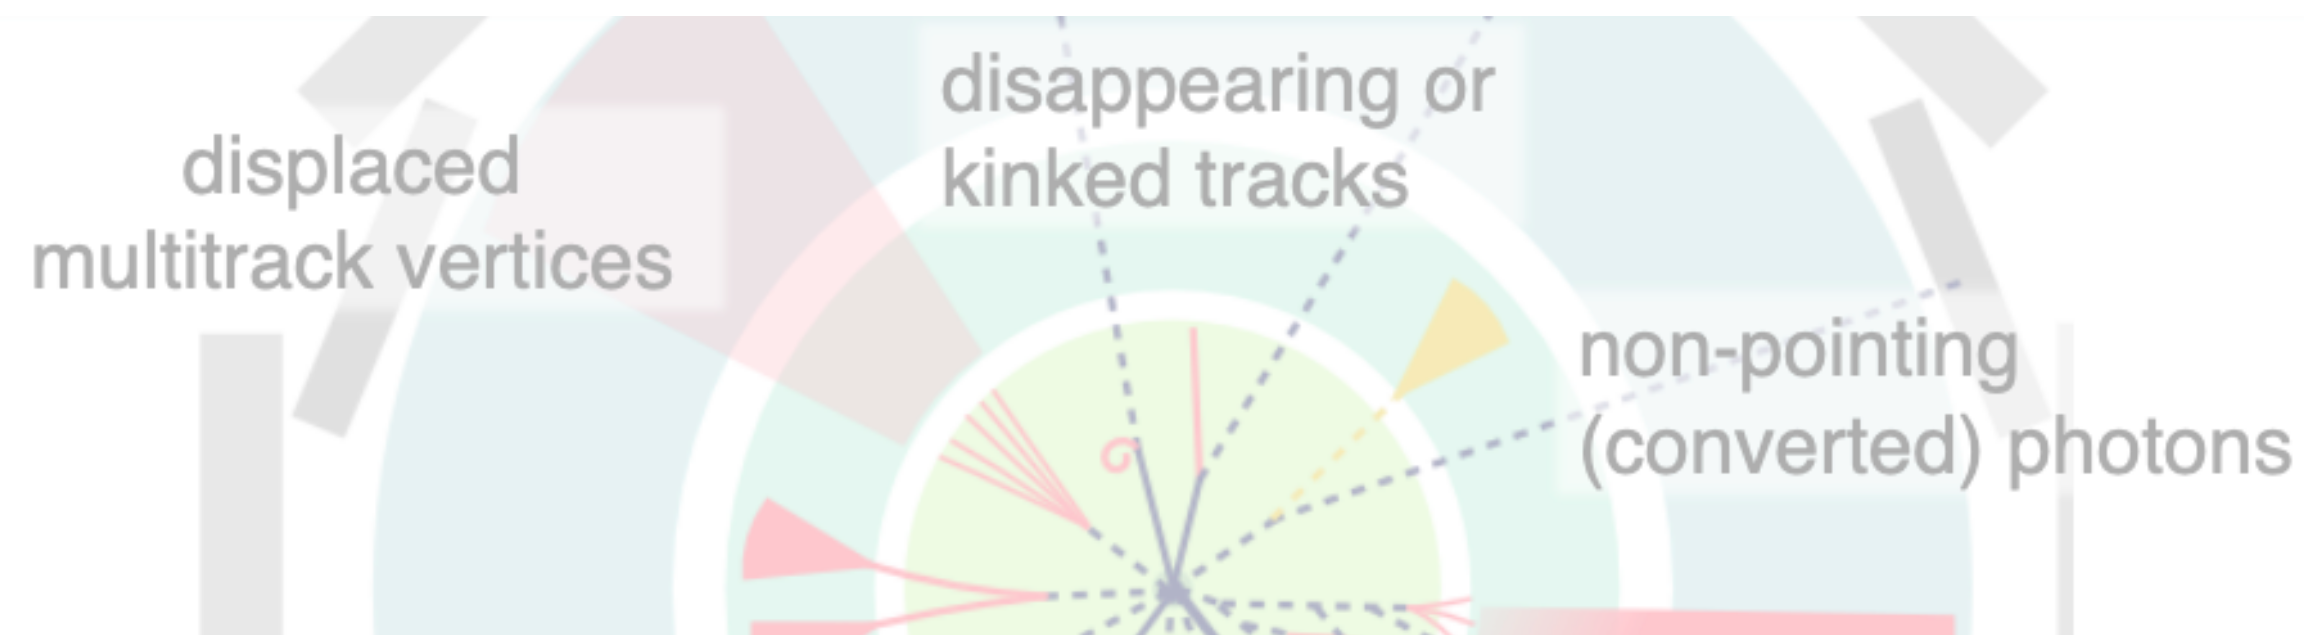 disappearing or
kinked tracks
displaced
multitrack vertices
non-pointing
(converted) photons